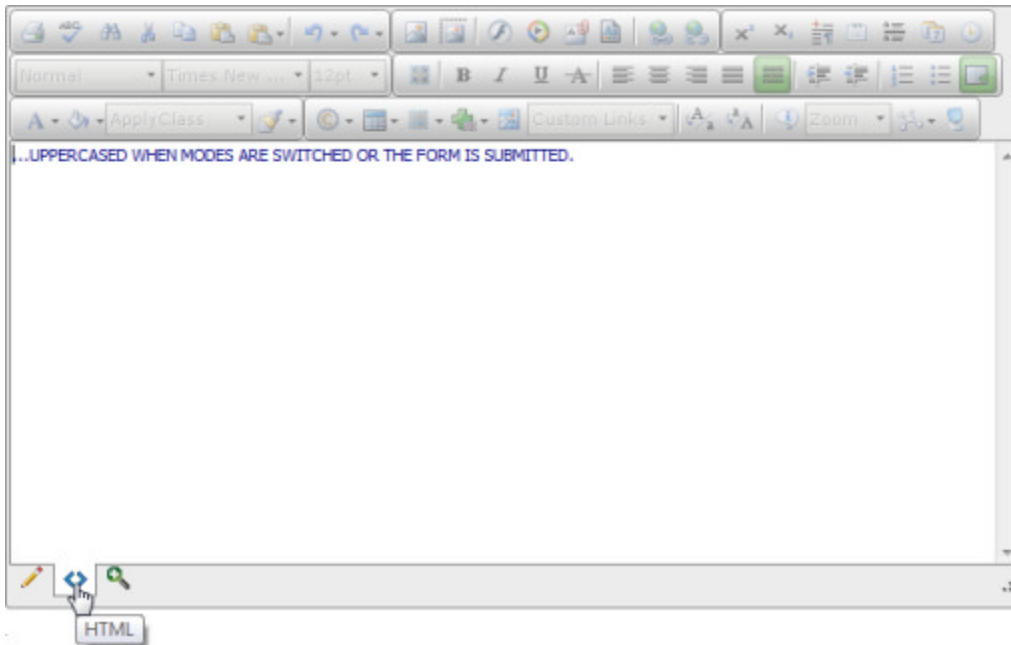 ABC
Normal Times New ... 12pt B I U A
A ApplyClass Custom Links Zoom
...UPPERCASED WHEN MODES ARE SWITCHED OR THE FORM IS SUBMITTED.
HTML